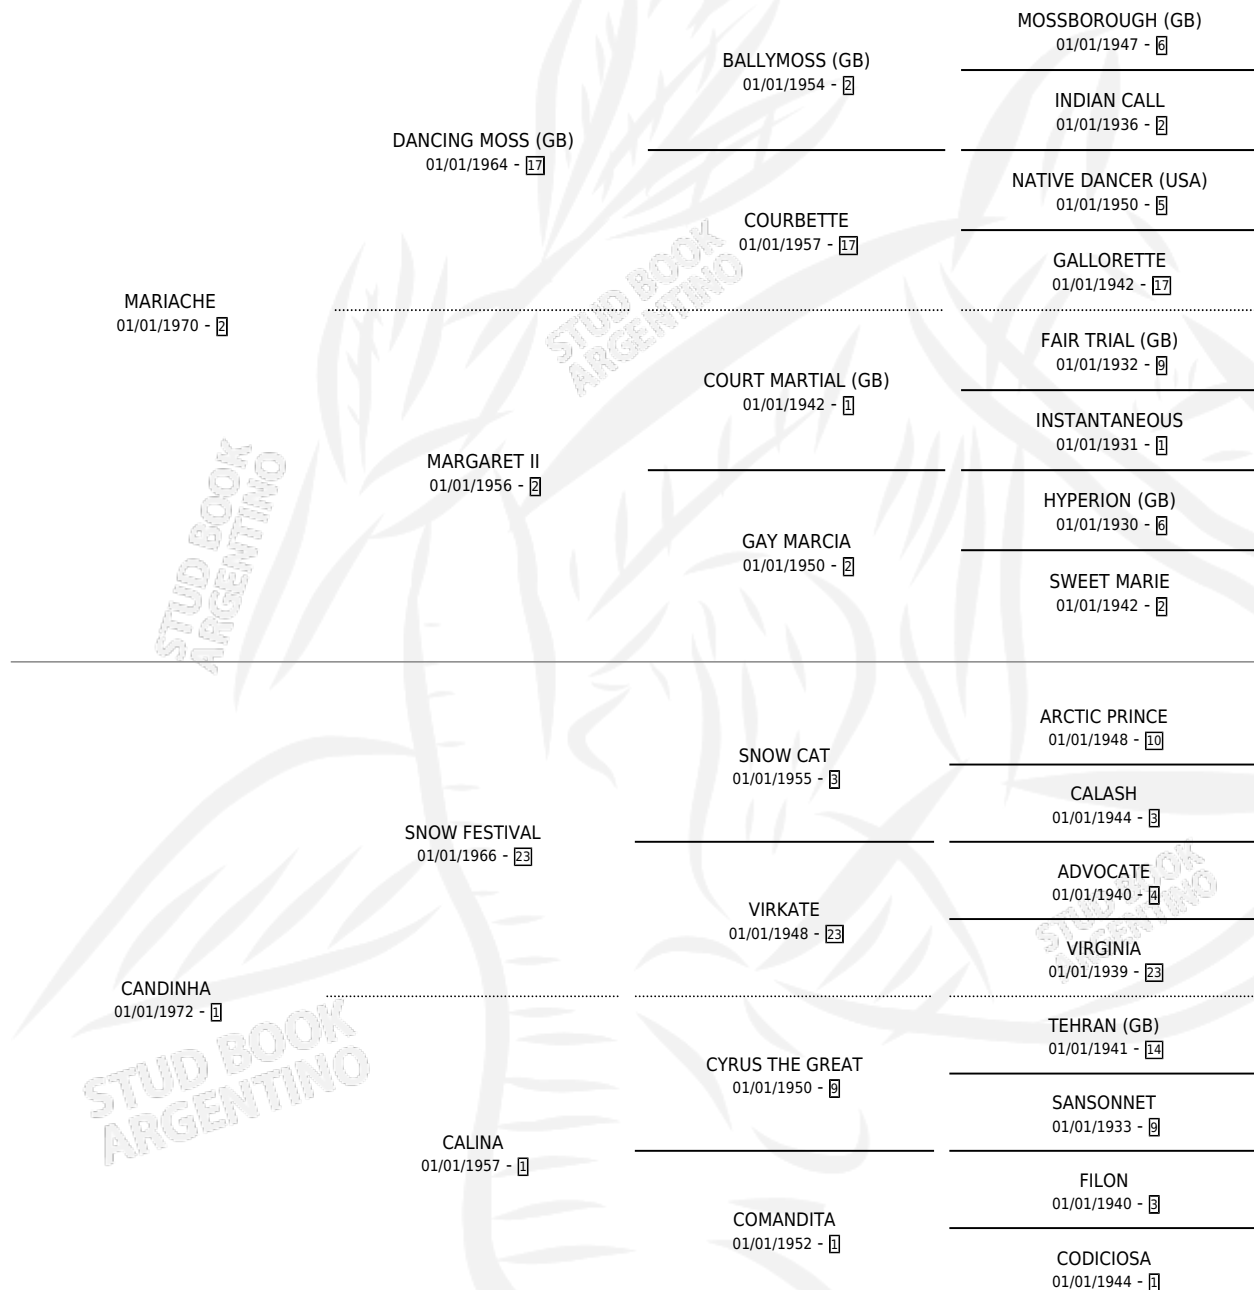 MOSSBOROUGH (GB)
01/01/1947 - 6
BALLYMOSS (GB)
01/01/1954 - 2
INDIAN CALL
01/01/1936 - 2
DANCING MOSS (GB)
01/01/1964 - 17
NATIVE DANCER (USA)
01/01/1950 - 5
COURBETTE
01/01/1957 - 17
GALLORETTE
01/01/1942 - 17
MARIACHE
01/01/1970 - 2
STUD BOOK
ARGENTINO
FAIR TRIAL (GB)
01/01/1932 - 9
COURT MARTIAL (GB)
01/01/1942 - 1
INSTANTANEOUS
01/01/1931 - 1
MARGARET II
01/01/1956 - 2
HYPERION (GB)
01/01/1930 - 6
GAY MARCIA
01/01/1950 - 2
SWEET MARIE
01/01/1942 - 2
STUD BOOK
ARGENTINO
ARCTIC PRINCE
01/01/1948 - 10
SNOW CAT
01/01/1955 - 3
CALASH
01/01/1944 - 3
SNOW FESTIVAL
01/01/1966 - 23
ADVOCATE
01/01/1940 - 4
VIRKATE
01/01/1948 - 23
VIRGINIA
01/01/1939 - 23
STUD BOOK
ARGENTINO
CANDINHA
01/01/1972 - 1
TEHRAN (GB)
01/01/1941 - 14
CYRUS THE GREAT
01/01/1950 - 9
SANSONNET
01/01/1933 - 9
STUD BOOK
ARGENTINO
CALINA
01/01/1957 - 1
FILON
01/01/1940 - 3
COMANDITA
01/01/1952 - 1
CODICIOSA
01/01/1944 - 1